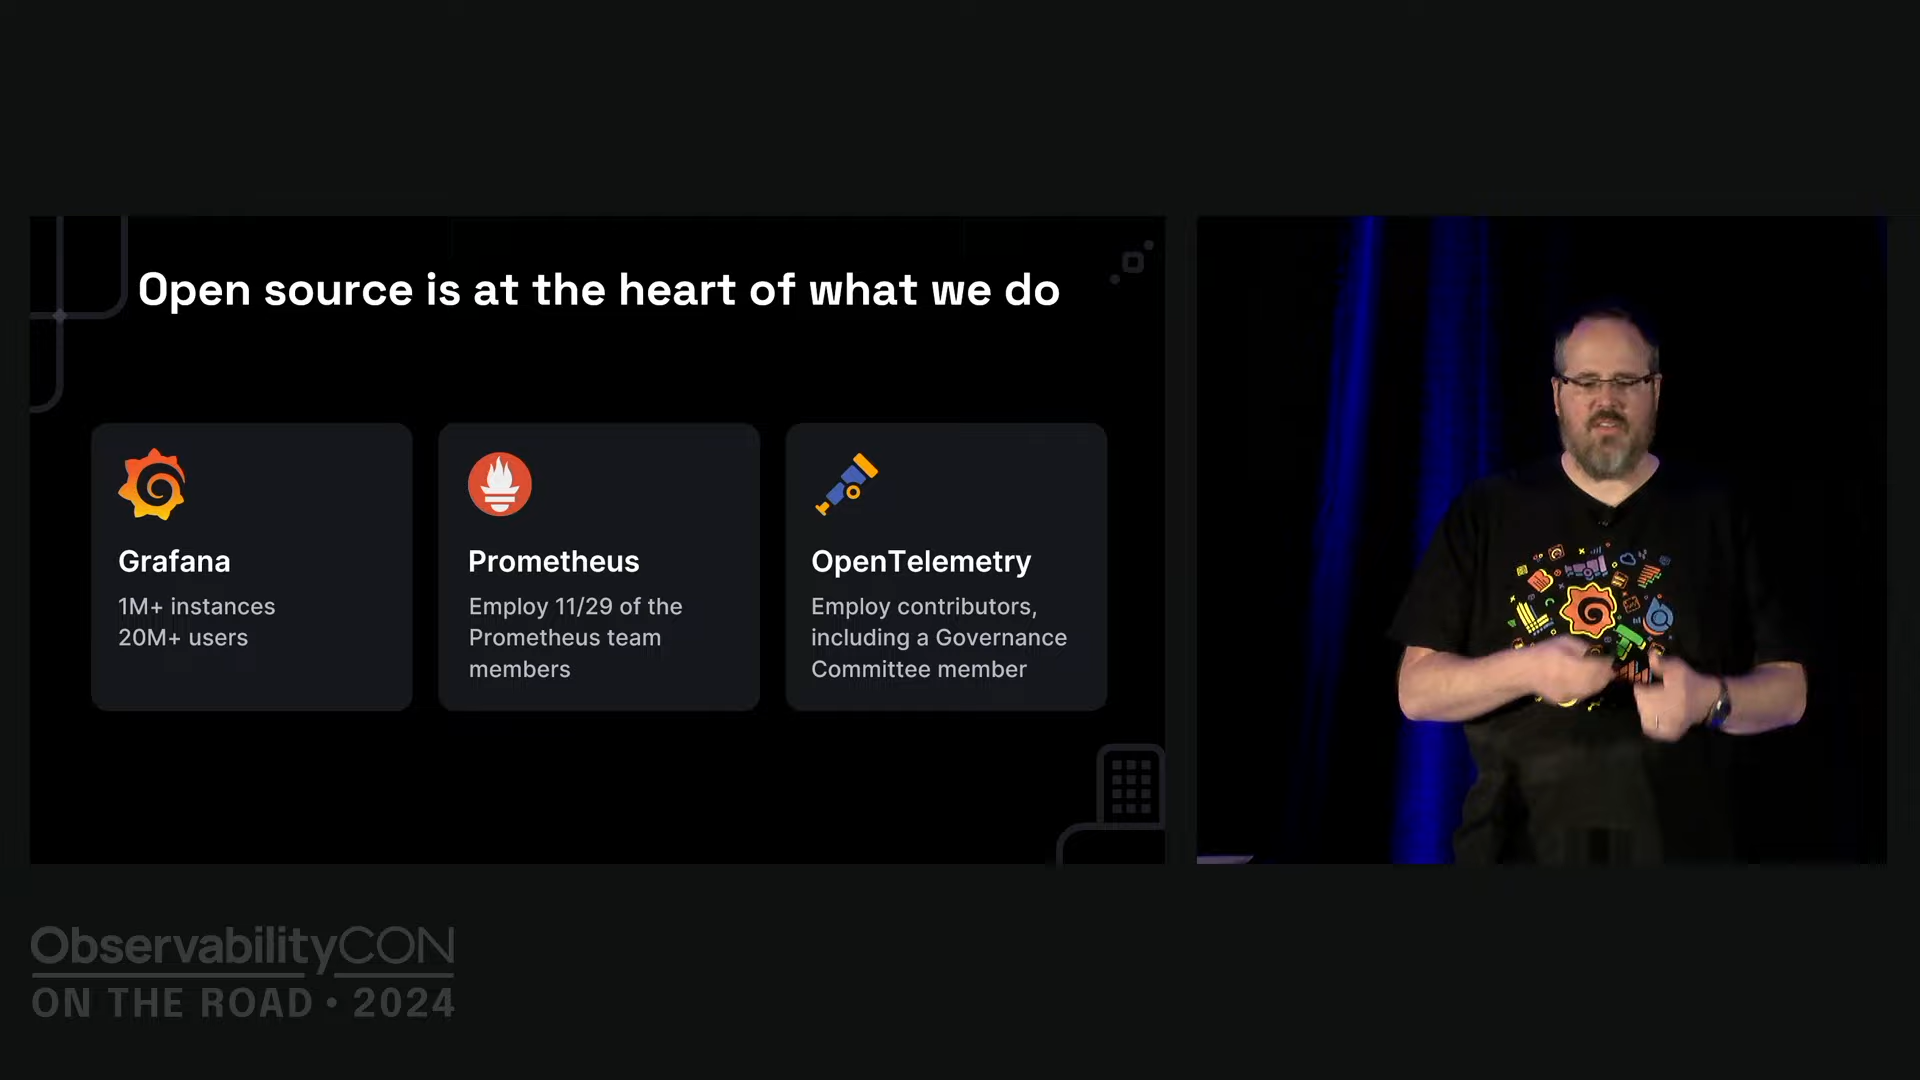 Open source is at the heart of what we do
Grafana
1M+ instances
20M+ users
Prometheus
Employ 11/29 of the
Prometheus team
members
OpenTelemetry
Employ contributors,
including a Governance
Committee member
ObservabilityCON
ON THE ROAD • 2024